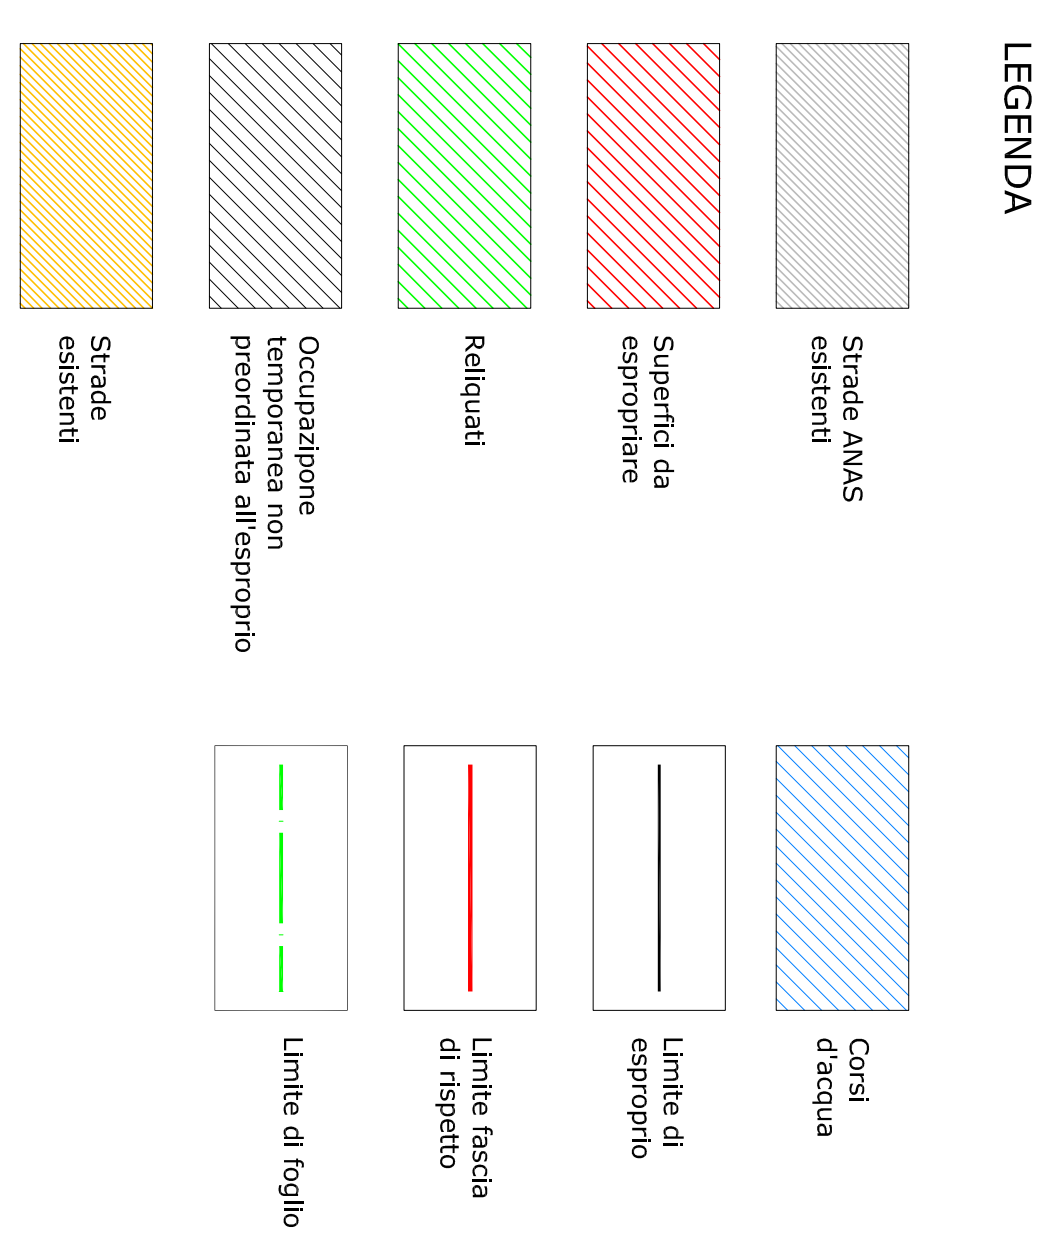 LEGENDA
Strade ANAS
esistenti
Superfici da
espropriare
Reliquati
Occupazipone
temporanea non
preordinata all'esproprio
Strade
esistenti
Corsi
d'acqua
Limite di
esproprio
Limite fascia
di rispetto
Limite di foglio